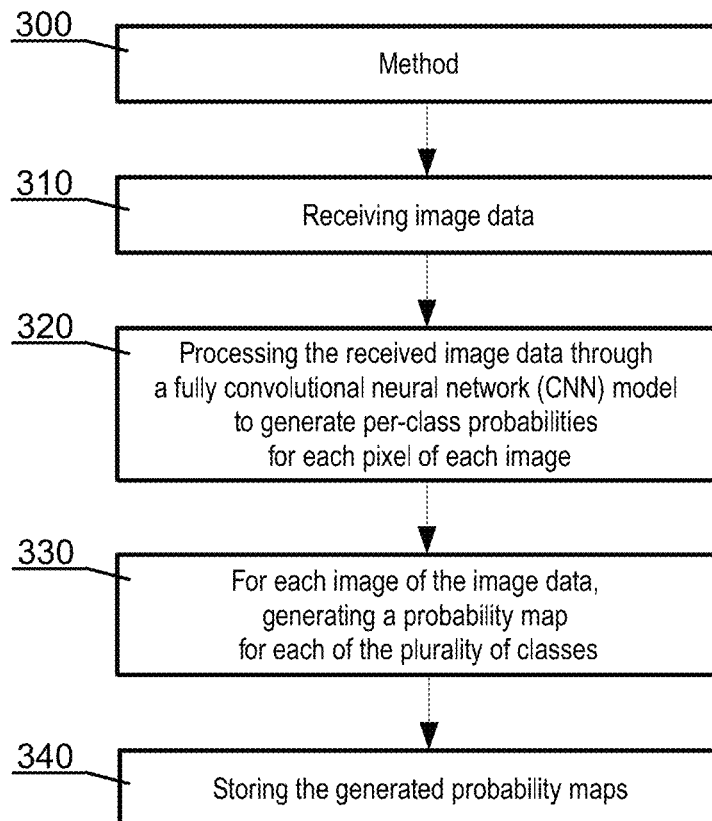 300
Method
310
Receiving image data
320
Processing the received image data through
a fully convolutional neural network (CNN) model
to generate per-class probabilities
for each pixel of each image
330
For each image of the image data,
generating a probability map
for each of the plurality of classes
340
Storing the generated probability maps